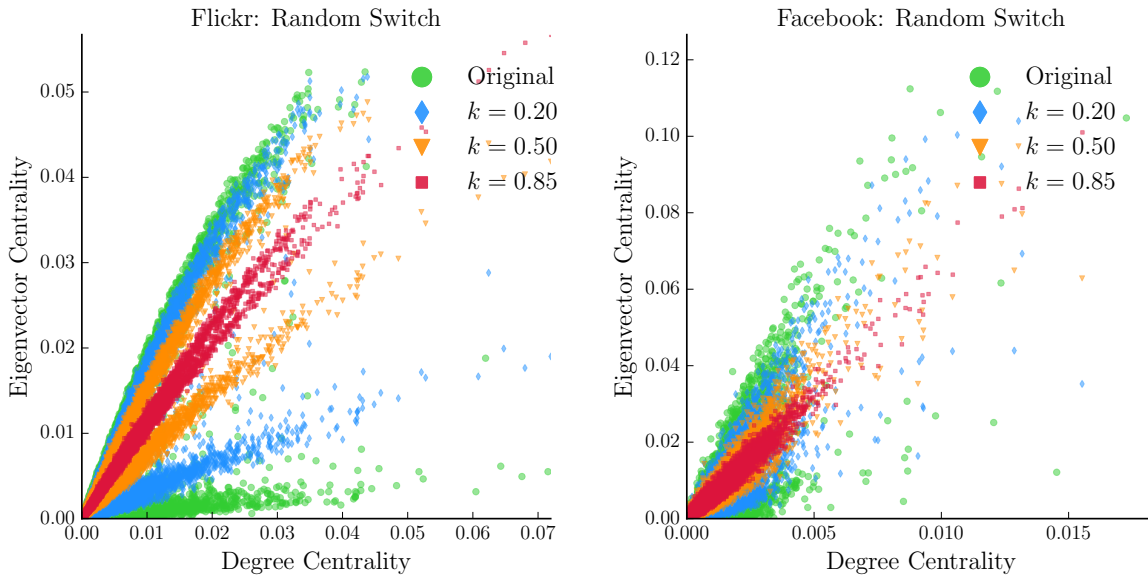 Flickr: Random Switch
Eigenvector Centrality
0.05
0.04
0.03
0.02
0.01
0.00
0.00 0.01 0.02 0.03 0.04 0.05 0.06 0.07
Degree Centrality
Original
k = 0.20
k = 0.50
k = 0.85
Facebook: Random Switch
Eigenvector Centrality
0.12
0.10
0.08
0.06
0.04
0.02
0.00
0.000 0.005 0.010 0.015
Degree Centrality
Original
k = 0.20
k = 0.50
k = 0.85